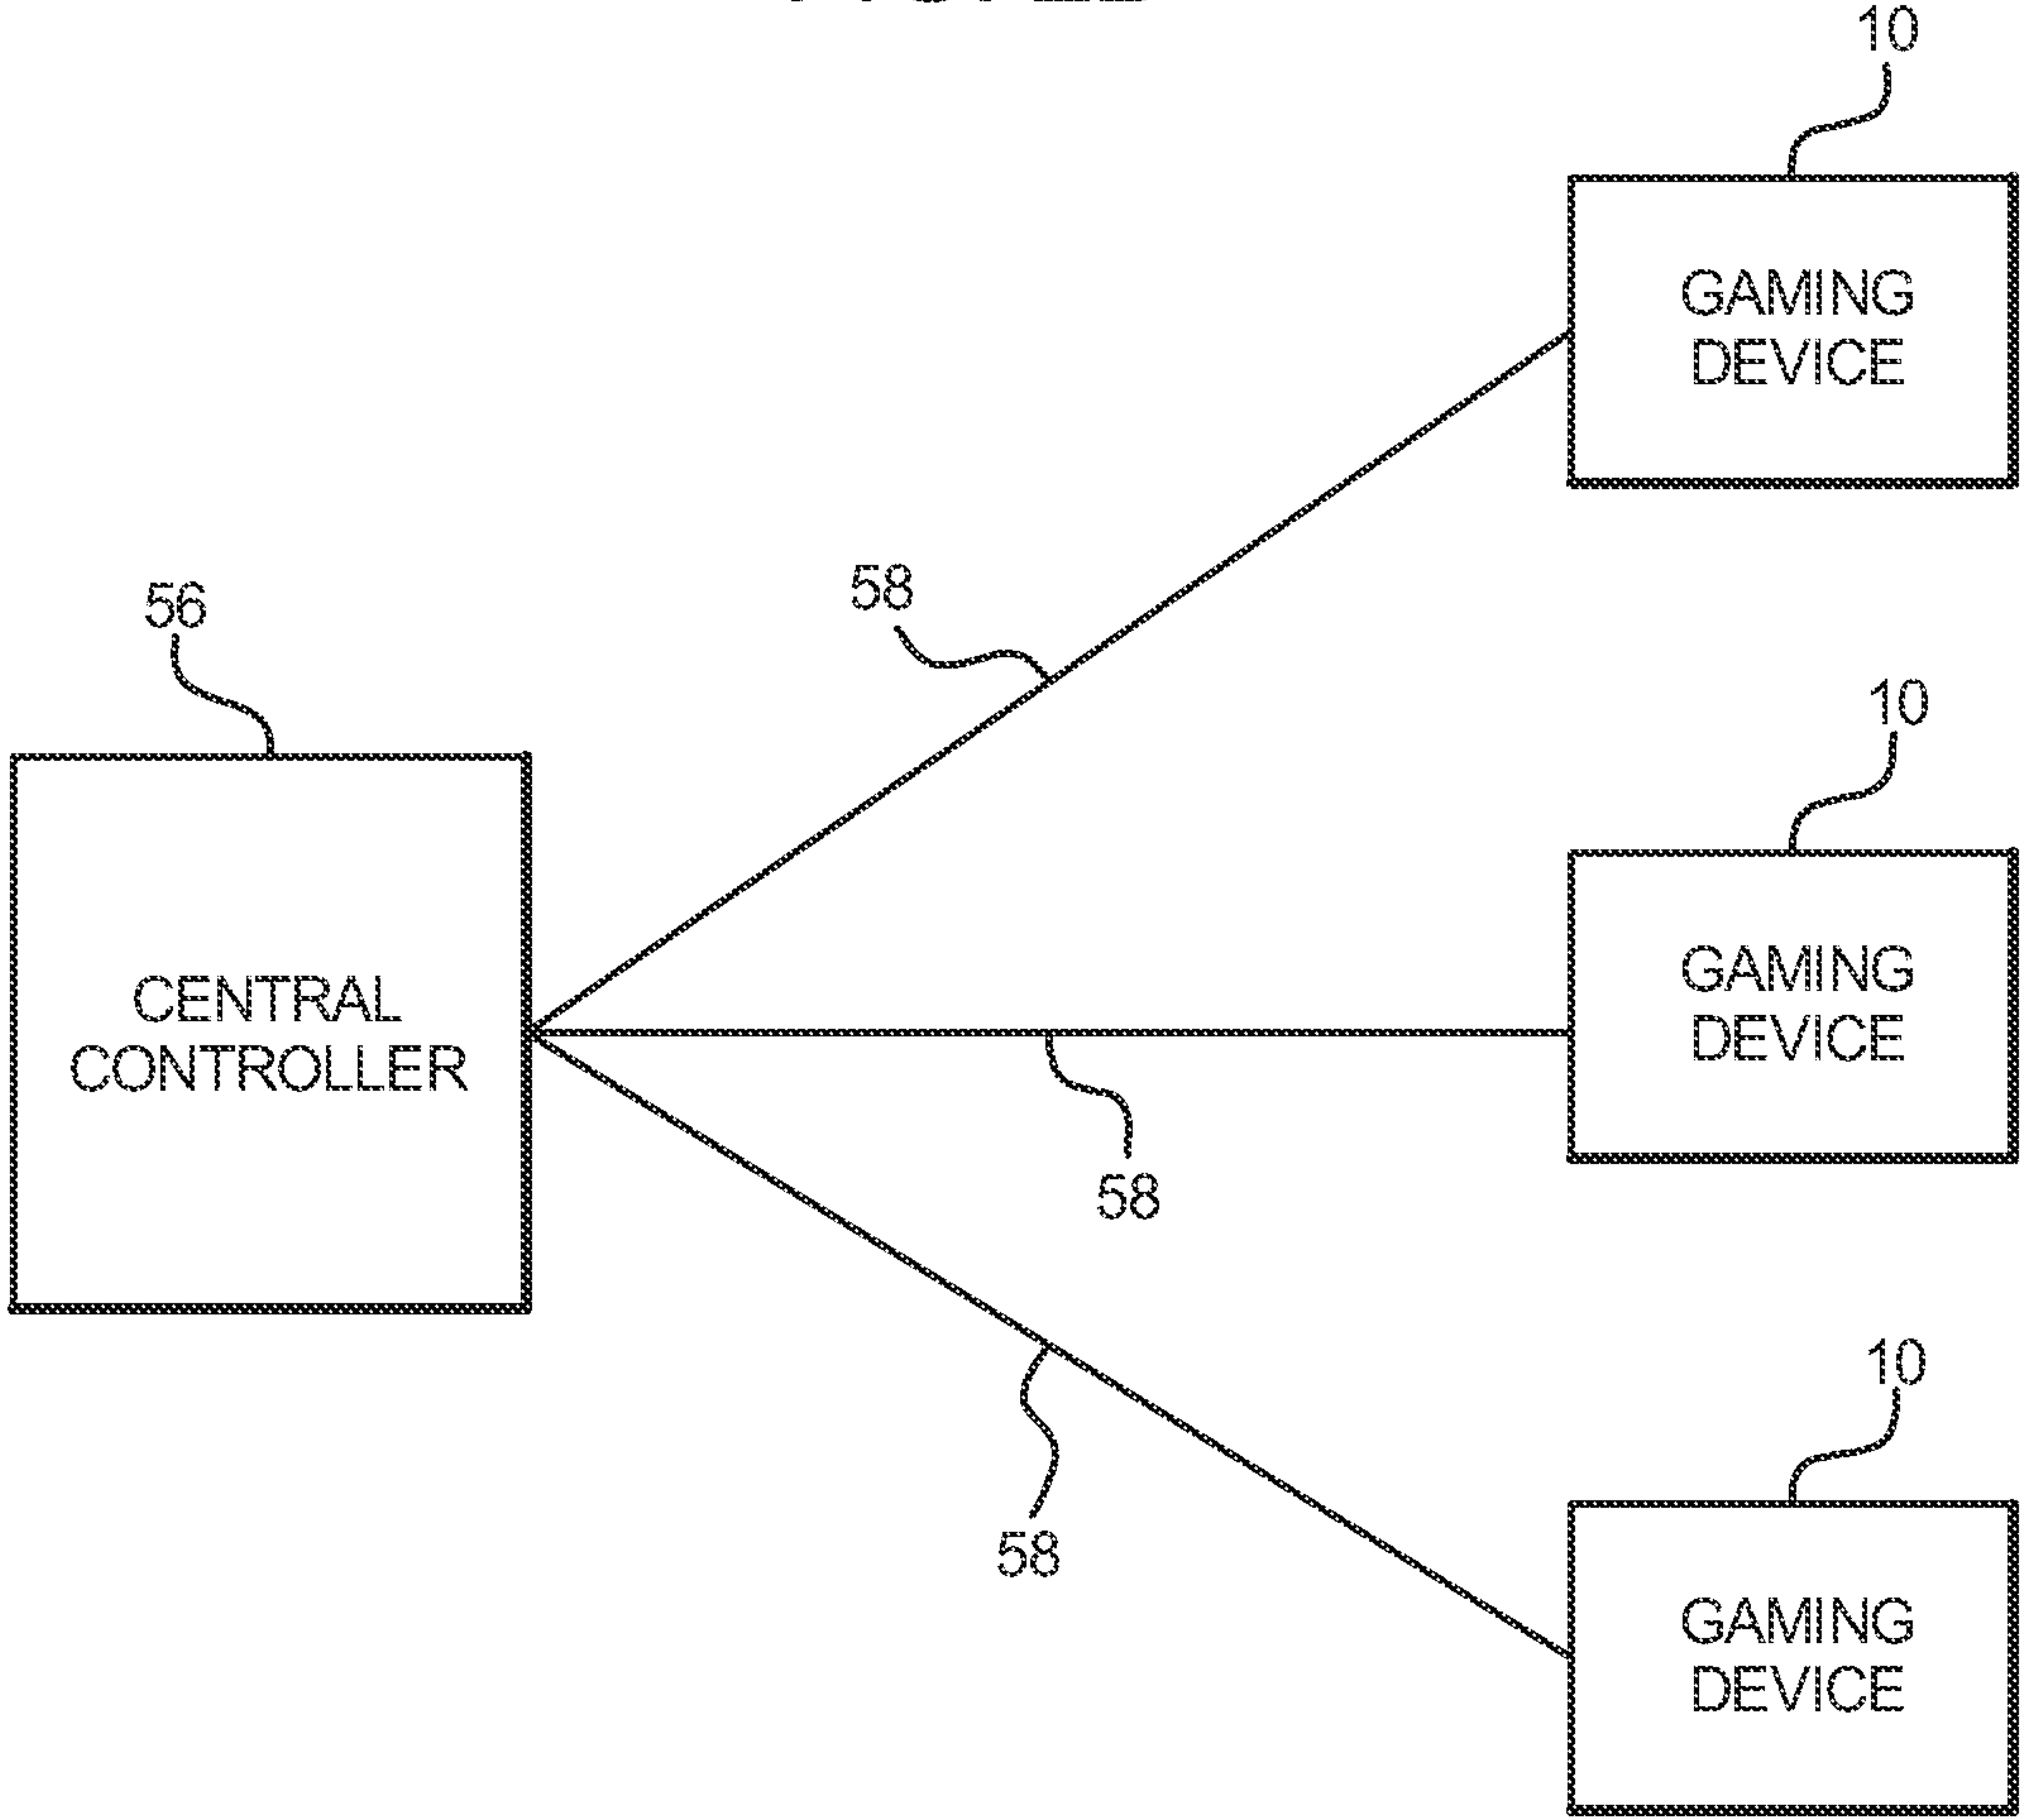 10
GAMING
DEVICE
58
56
10
CENTRAL
CONTROLLER
GAMING
DEVICE
58
10
58
GAMING
DEVICE